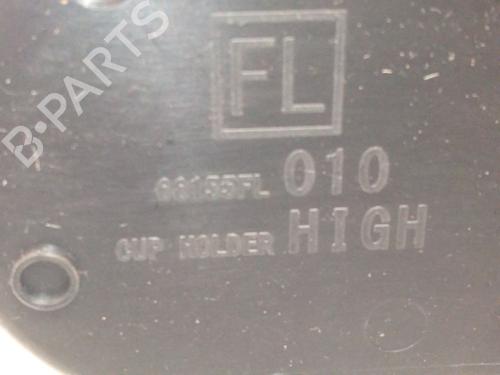 FL
66155FL 010
CUP HOLDER HIGH
B-PARTS